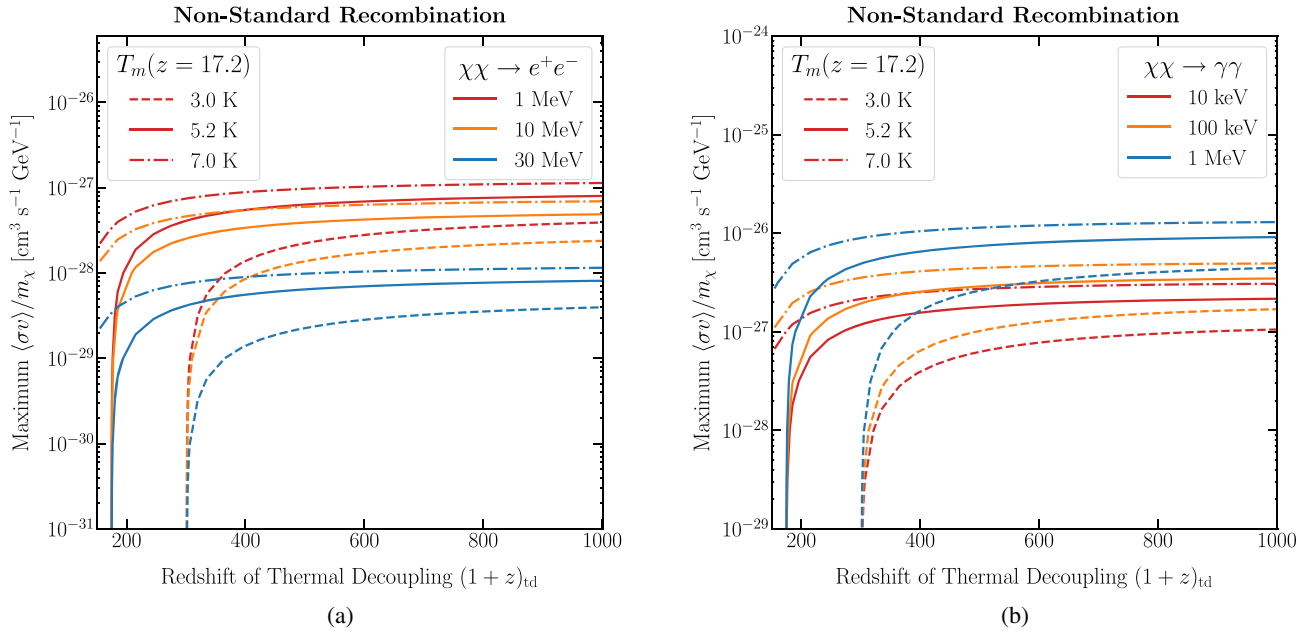 Non-Standard Recombination
T_m(z = 17.2)
3.0 K
5.2 K
7.0 K
χχ → e⁺e⁻
1 MeV
10 MeV
30 MeV
Maximum ⟨σv⟩/m_χ [cm³ s⁻¹ GeV⁻¹]
10⁻²⁶
10⁻²⁷
10⁻²⁸
10⁻²⁹
10⁻³⁰
10⁻³¹
200 400 600 800 1000
Redshift of Thermal Decoupling (1 + z)_td
(a)
Non-Standard Recombination
T_m(z = 17.2)
3.0 K
5.2 K
7.0 K
χχ → γγ
10 keV
100 keV
1 MeV
Maximum ⟨σv⟩/m_χ [cm³ s⁻¹ GeV⁻¹]
10⁻²⁴
10⁻²⁵
10⁻²⁶
10⁻²⁷
10⁻²⁸
10⁻²⁹
200 400 600 800 1000
Redshift of Thermal Decoupling (1 + z)_td
(b)